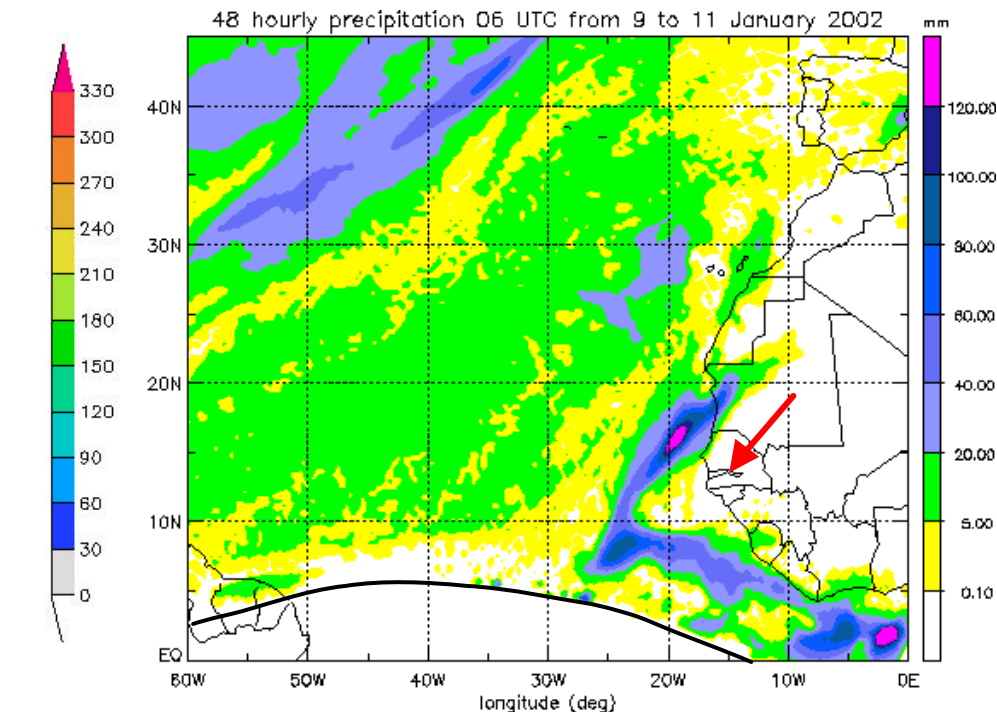 48 hourly precipitation 06 UTC from 9 to 11 January 2002
mm
330
300
270
240
210
180
150
120
90
60
30
0
40N
30N
20N
10N
EQ
60W 50W 40W 30W 20W 10W 0E
longitude (deg)
120.00
100.00
80.00
60.00
40.00
20.00
5.00
0.10